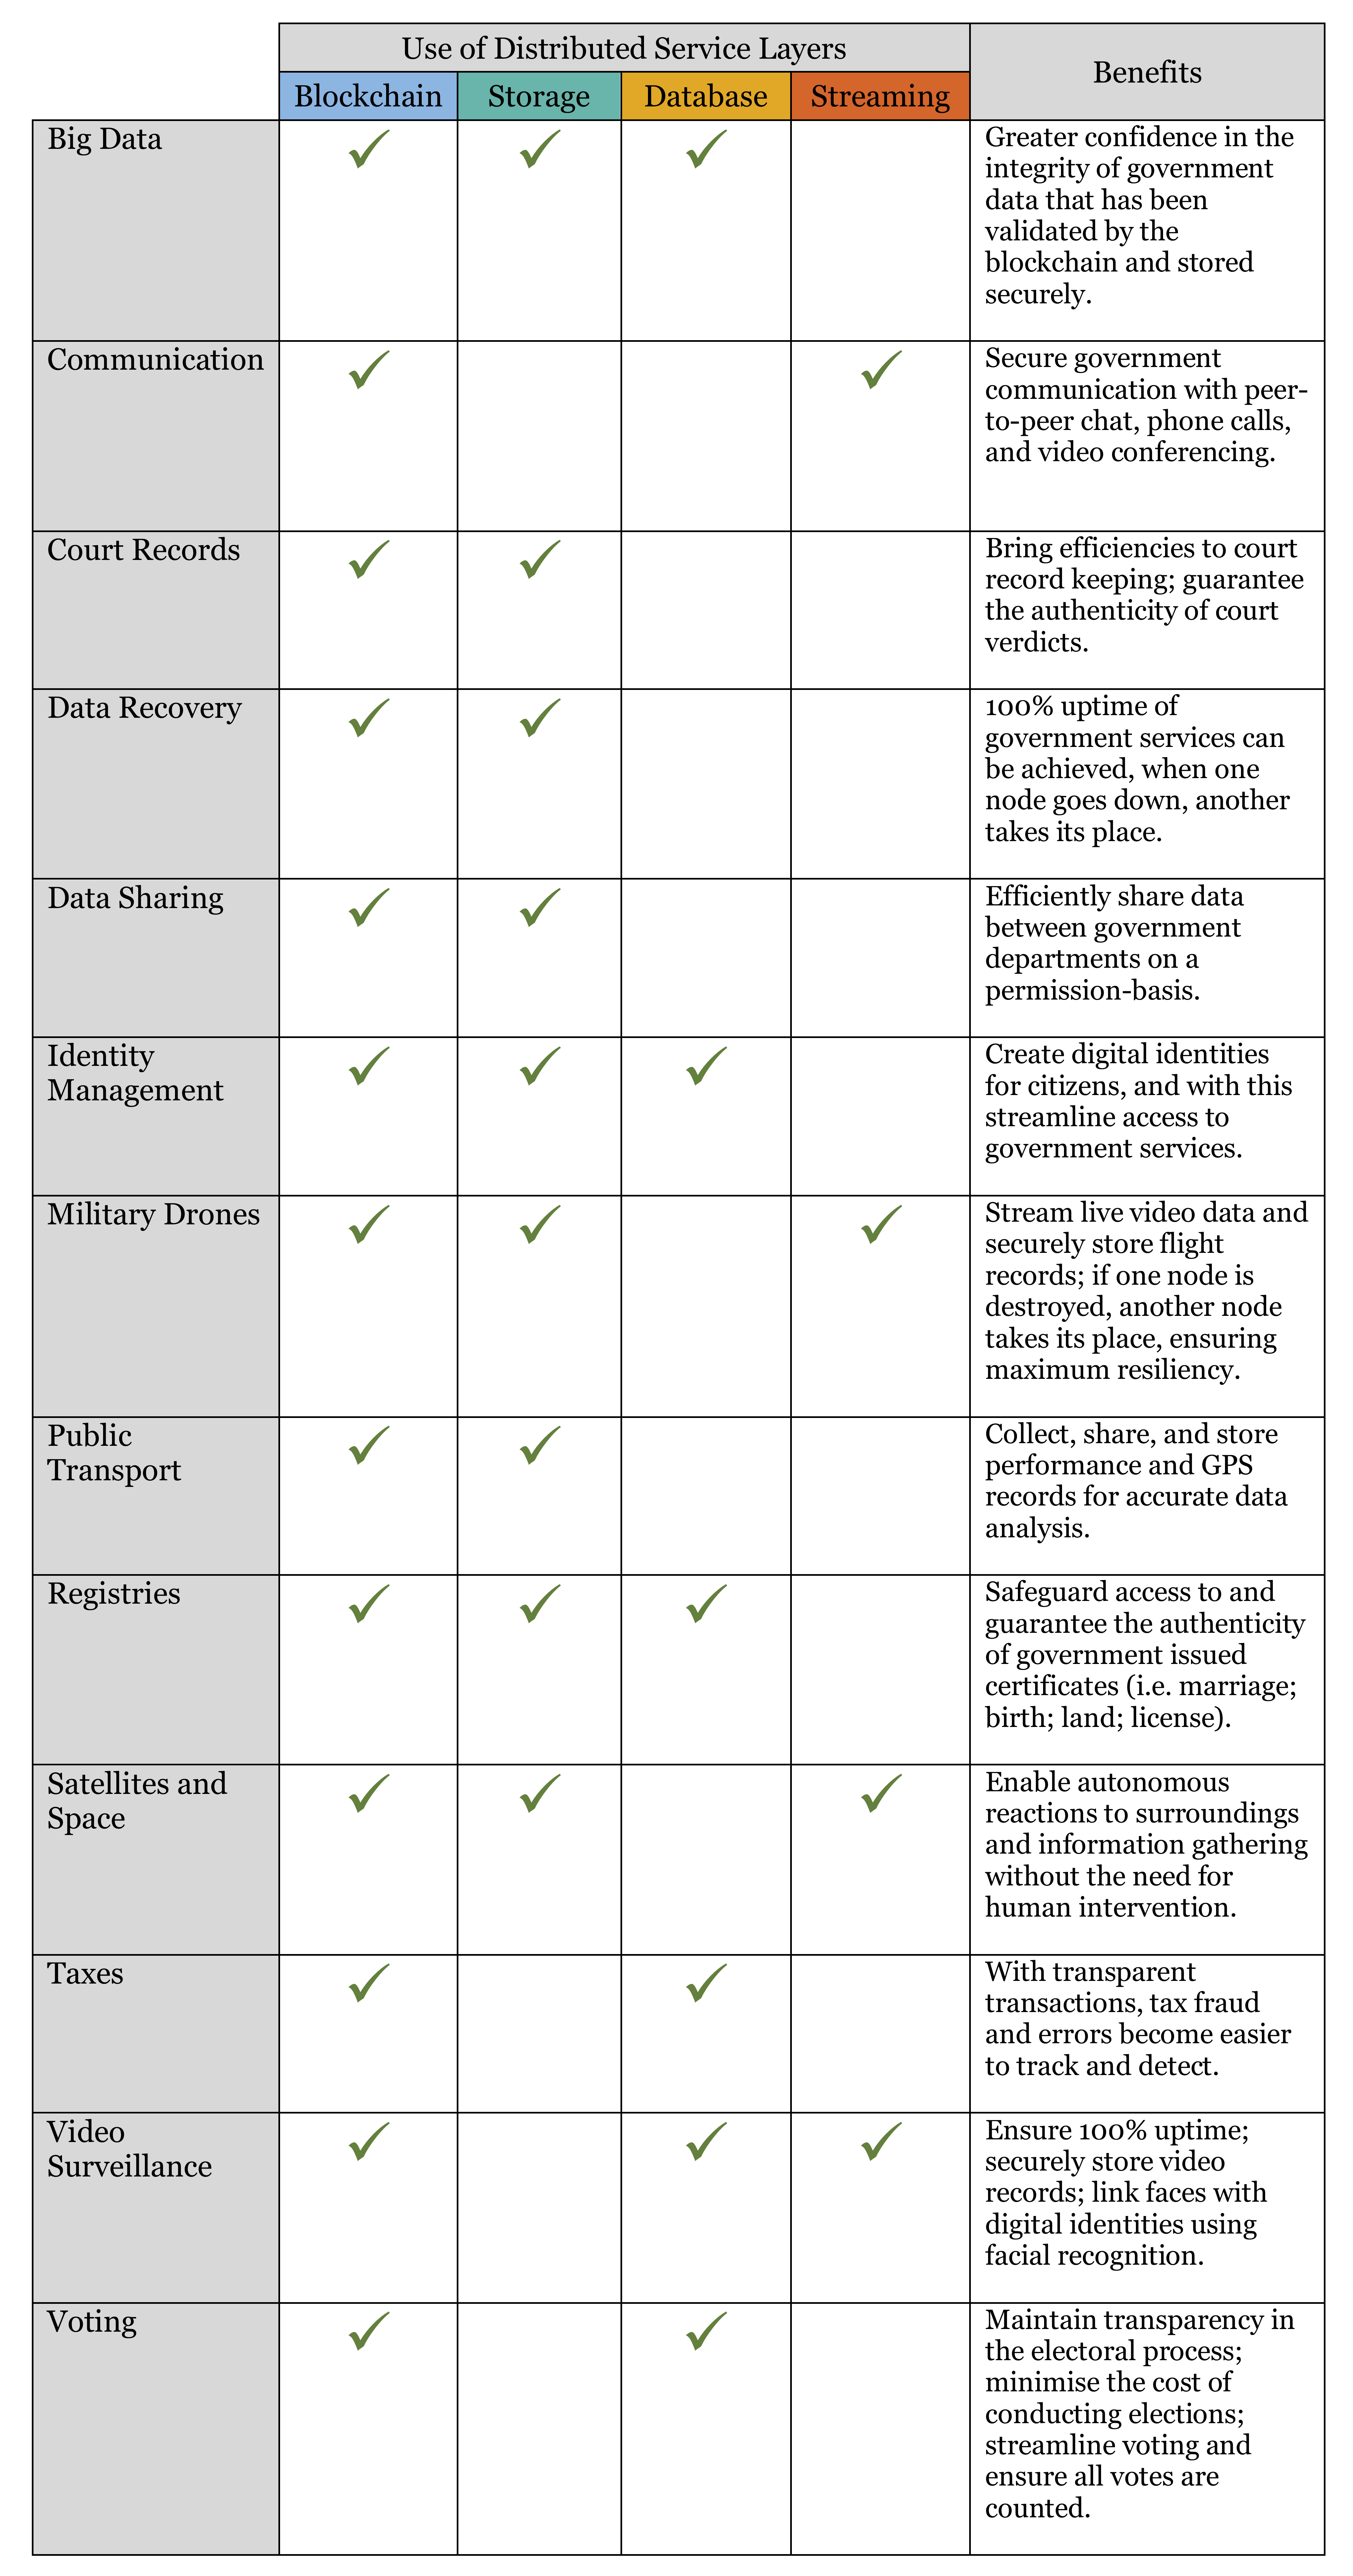 Use of Distributed Service Layers
Benefits
Blockchain
Storage
Database
Streaming
Big Data
Greater confidence in the
integrity of government
data that has been
validated by the
blockchain and stored
securely.
Communication
Secure government
communication with peer-
to-peer chat, phone calls,
and video conferencing.
Court Records
Bring efficiencies to court
record keeping; guarantee
the authenticity of court
verdicts.
Data Recovery
100% uptime of
government services can
be achieved, when one
node goes down, another
takes its place.
Data Sharing
Efficiently share data
between government
departments on a
permission-basis.
Identity
Management
Create digital identities
for citizens, and with this
streamline access to
government services.
Military Drones
Stream live video data and
securely store flight
records; if one node is
destroyed, another node
takes its place, ensuring
maximum resiliency.
Public
Transport
Collect, share, and store
performance and GPS
records for accurate data
analysis.
Registries
Safeguard access to and
guarantee the authenticity
of government issued
certificates (i.e. marriage;
birth; land; license).
Satellites and
Space
Enable autonomous
reactions to surroundings
and information gathering
without the need for
human intervention.
Taxes
With transparent
transactions, tax fraud
and errors become easier
to track and detect.
Video
Surveillance
Ensure 100% uptime;
securely store video
records; link faces with
digital identities using
facial recognition.
Voting
Maintain transparency in
the electoral process;
minimise the cost of
conducting elections;
streamline voting and
ensure all votes are
counted.